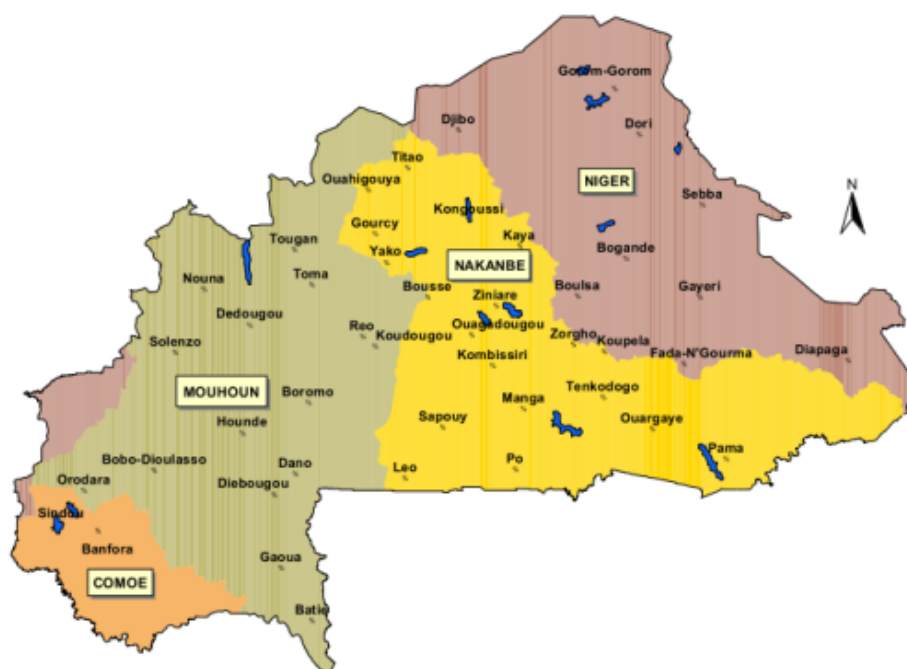 Gorom-Gorom
Djibo
Dori
Titao
Ouahigouya
NIGER
Sebba
N
Kongoussi
Gourcy
Kaya
Tougan
Yako
Bogande
NAKANBE
Nouna
Toma
Bousse
Boulsa
Gayeri
Ziniare
Dedougou
Reo
Koudougou
Ouagadougou
Zorgho
Koupela
Solenzo
Kombissiri
Fada-N'Gourma
Diapaga
MOUHOUN
Boromo
Tenkodogo
Manga
Hounde
Sapouy
Ouargaye
Pama
Bobo-Dioulasso
Dano
Leo
Po
Orodara
Diebougou
Sindou
Banfora
Gaoua
COMOE
Batie